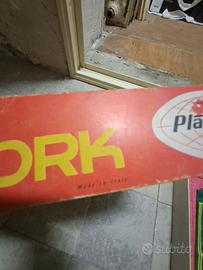 ORK
Pla
Made in Italy
Subito